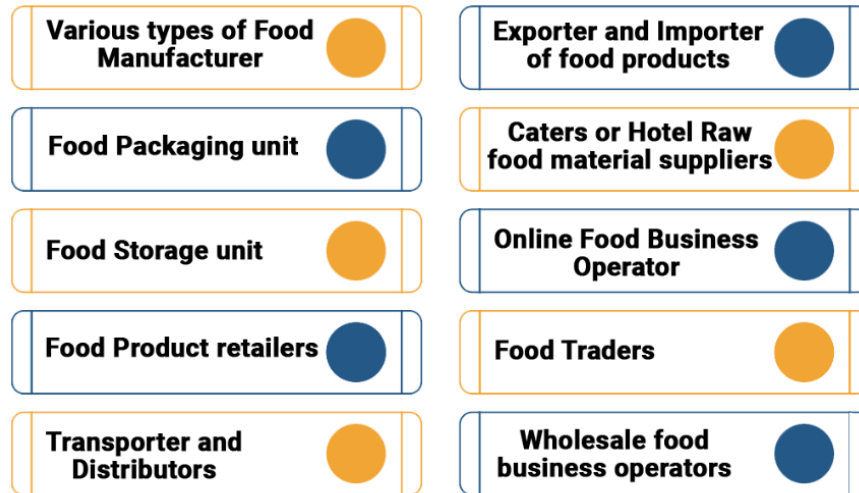 Various types of Food
Manufacturer
Food Packaging unit
Food Storage unit
Food Product retailers
Transporter and
Distributors
Exporter and Importer
of food products
Caters or Hotel Raw
food material suppliers
Online Food Business
Operator
Food Traders
Wholesale food
business operators